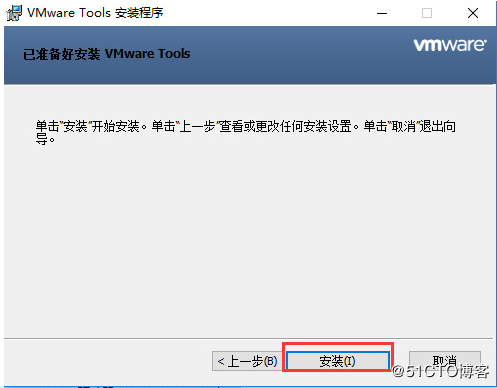 VMware Tools 安装程序
已准备好安装 VMware Tools
vmware
单击"安装"开始安装。单击"上一步"查看或更改任何安装设置。单击"取消"退出向
导。
< 上一步(B)
安装(I)
取消
@51CTO博客